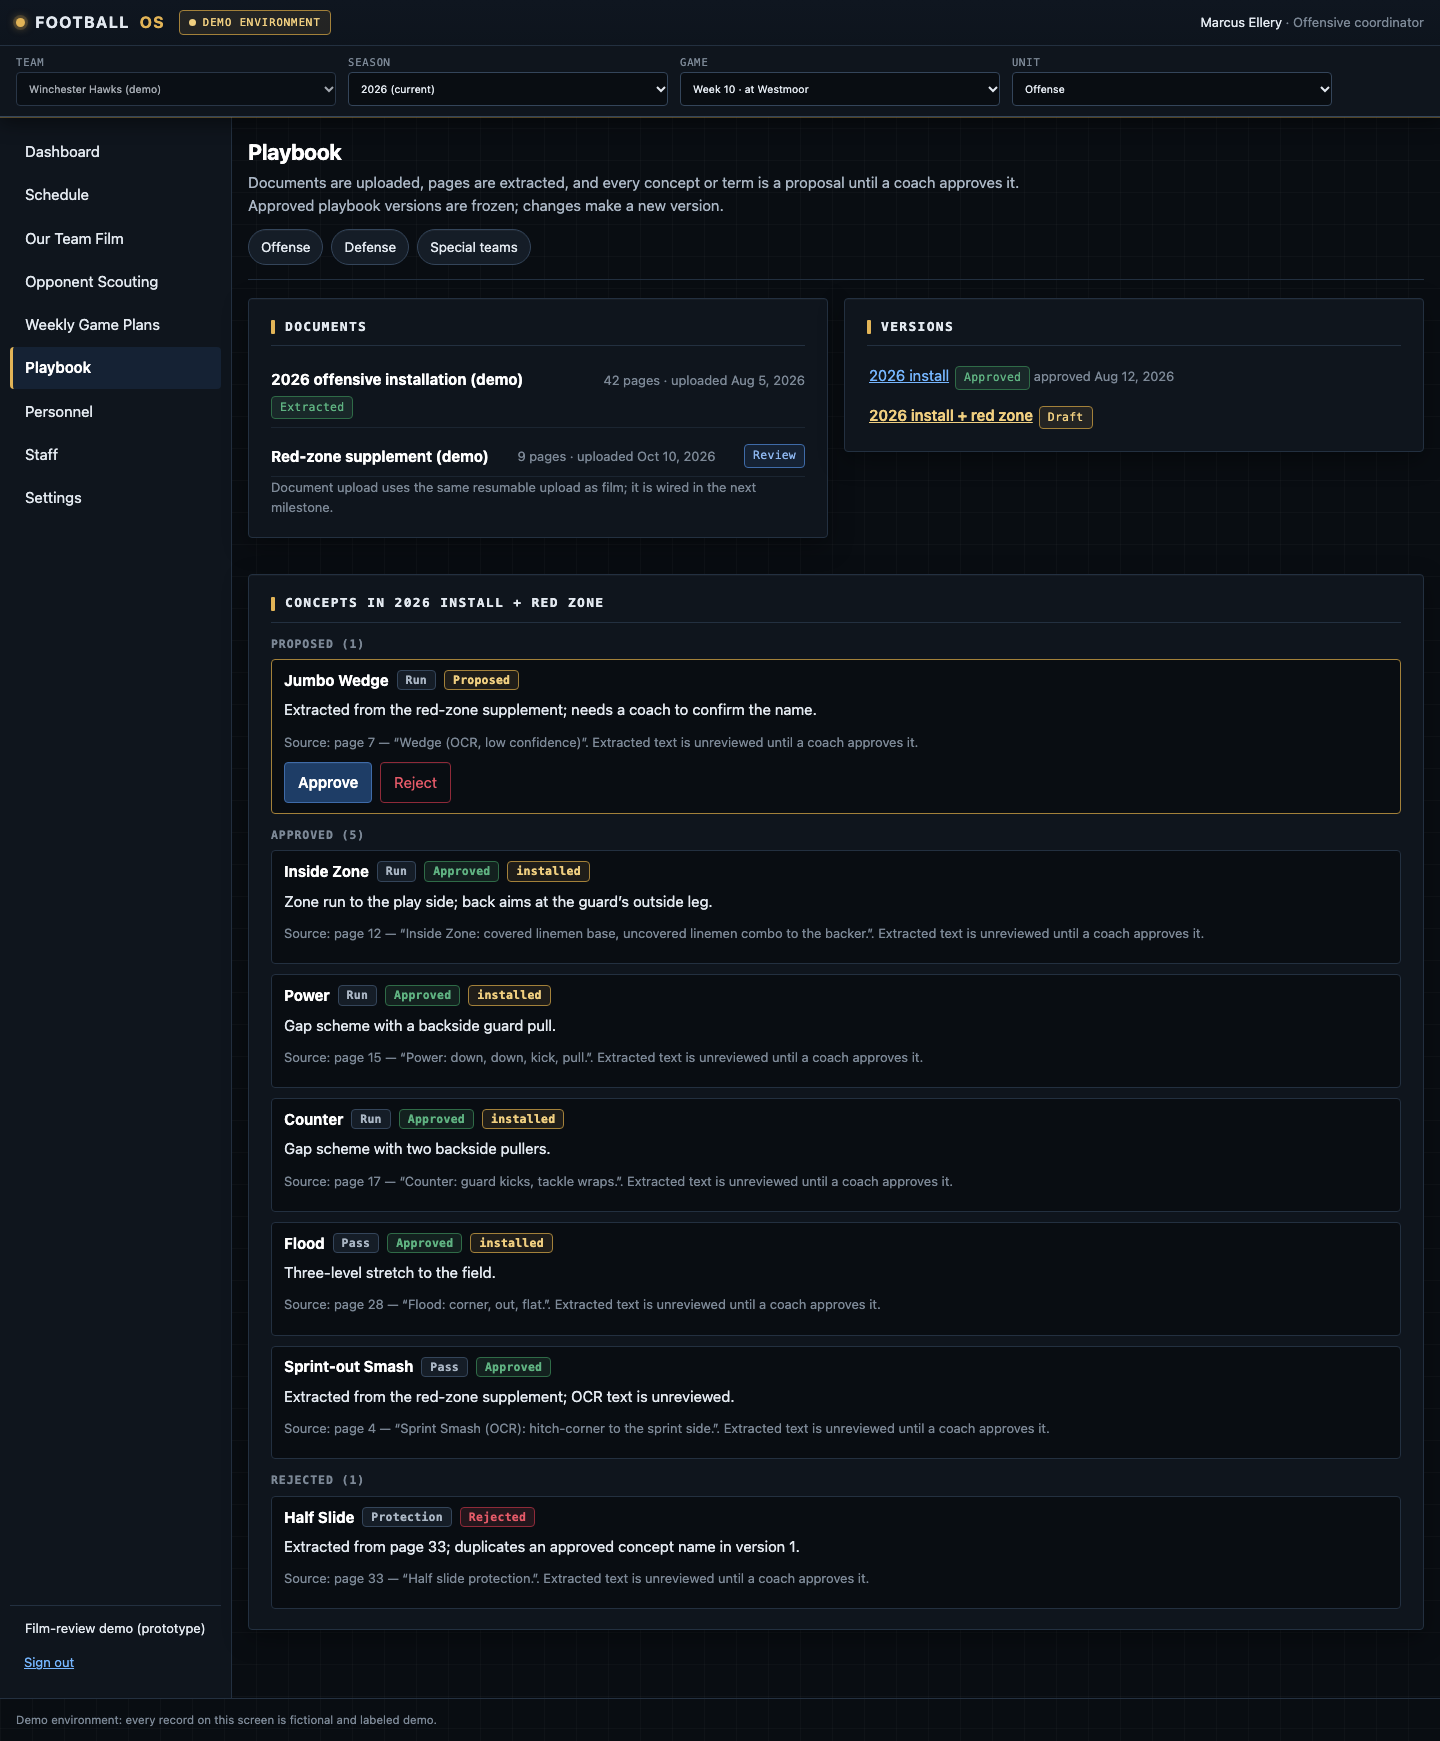 FOOTBALL OS
DEMO ENVIRONMENT
Marcus Ellery · Offensive coordinator
TEAM
Winchester Hawks (demo)
SEASON
2026 (current)
GAME
Week 10 · at Westmoor
UNIT
Offense
Dashboard
Schedule
Our Team Film
Opponent Scouting
Weekly Game Plans
Playbook
Personnel
Staff
Settings
Film-review demo (prototype)
Sign out
Playbook
Documents are uploaded, pages are extracted, and every concept or term is a proposal until a coach approves it.
Approved playbook versions are frozen; changes make a new version.
Offense
Defense
Special teams
DOCUMENTS
2026 offensive installation (demo)
42 pages · uploaded Aug 5, 2026
Extracted
Red-zone supplement (demo)
9 pages · uploaded Oct 10, 2026
Review
Document upload uses the same resumable upload as film; it is wired in the next
milestone.
VERSIONS
2026 install Approved approved Aug 12, 2026
2026 install + red zone Draft
CONCEPTS IN 2026 INSTALL + RED ZONE
PROPOSED (1)
Jumbo Wedge Run Proposed
Extracted from the red-zone supplement; needs a coach to confirm the name.
Source: page 7 — “Wedge (OCR, low confidence)”. Extracted text is unreviewed until a coach approves it.
Approve
Reject
APPROVED (5)
Inside Zone Run Approved installed
Zone run to the play side; back aims at the guard’s outside leg.
Source: page 12 — “Inside Zone: covered linemen base, uncovered linemen combo to the backer.”. Extracted text is unreviewed until a coach approves it.
Power Run Approved installed
Gap scheme with a backside guard pull.
Source: page 15 — “Power: down, down, kick, pull.”. Extracted text is unreviewed until a coach approves it.
Counter Run Approved installed
Gap scheme with two backside pullers.
Source: page 17 — “Counter: guard kicks, tackle wraps.”. Extracted text is unreviewed until a coach approves it.
Flood Pass Approved installed
Three-level stretch to the field.
Source: page 28 — “Flood: corner, out, flat.”. Extracted text is unreviewed until a coach approves it.
Sprint-out Smash Pass Approved
Extracted from the red-zone supplement; OCR text is unreviewed.
Source: page 4 — “Sprint Smash (OCR): hitch-corner to the sprint side.”. Extracted text is unreviewed until a coach approves it.
REJECTED (1)
Half Slide Protection Rejected
Extracted from page 33; duplicates an approved concept name in version 1.
Source: page 33 — “Half slide protection.”. Extracted text is unreviewed until a coach approves it.
Demo environment: every record on this screen is fictional and labeled demo.